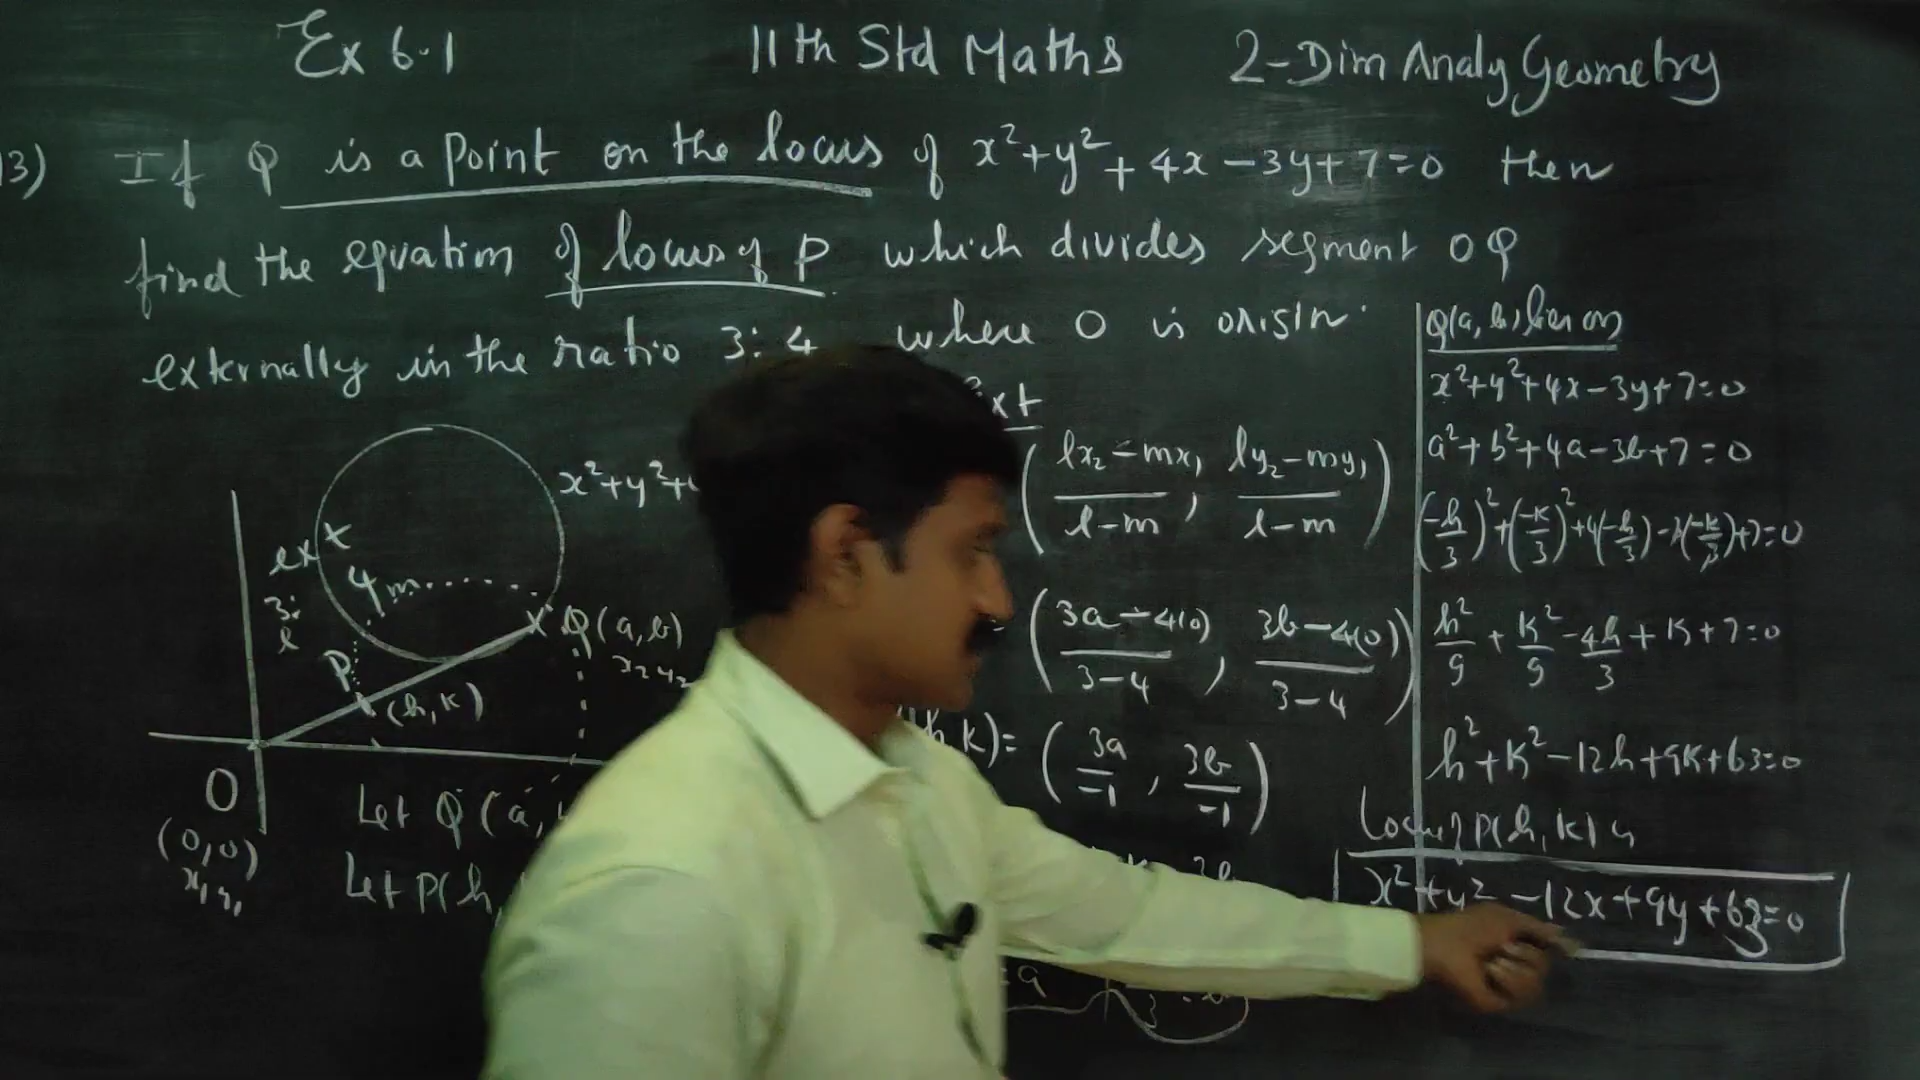 Ex 6.1 11th Std Maths 2-Dim Analy Geometry
13) If Q is a point on the locus of x²+y²+4x-3y+7=0 then
find the equation of locus of P which divides segment OQ
externally in the ratio 3:4 where O is origin.
ext
4 m
3:
l
P
(h,k)
Q(a,b)
x₂ y₂
x²+y²+
O
(0,0)
x₁ y₁
Let Q(a,
Let P(h,
ext
(lx₂-mx₁/l-m, ly₂-my₁/l-m)
= (3a-4(0)/3-4, 3b-4(0)/3-4)
(h,k)= (3a/-1, 3b/-1)
Q(a,b) lies on
x²+y²+4x-3y+7=0
a²+b²+4a-3b+7=0
(-h/3)²+(-k/3)²+4(-h/3)-3(-k/3)+7=0
h²/9+k²/9-4h/3+k+7=0
h²+k²-12h+9k+63=0
Locus of P(h,k) is
x²+y²-12x+9y+63=0